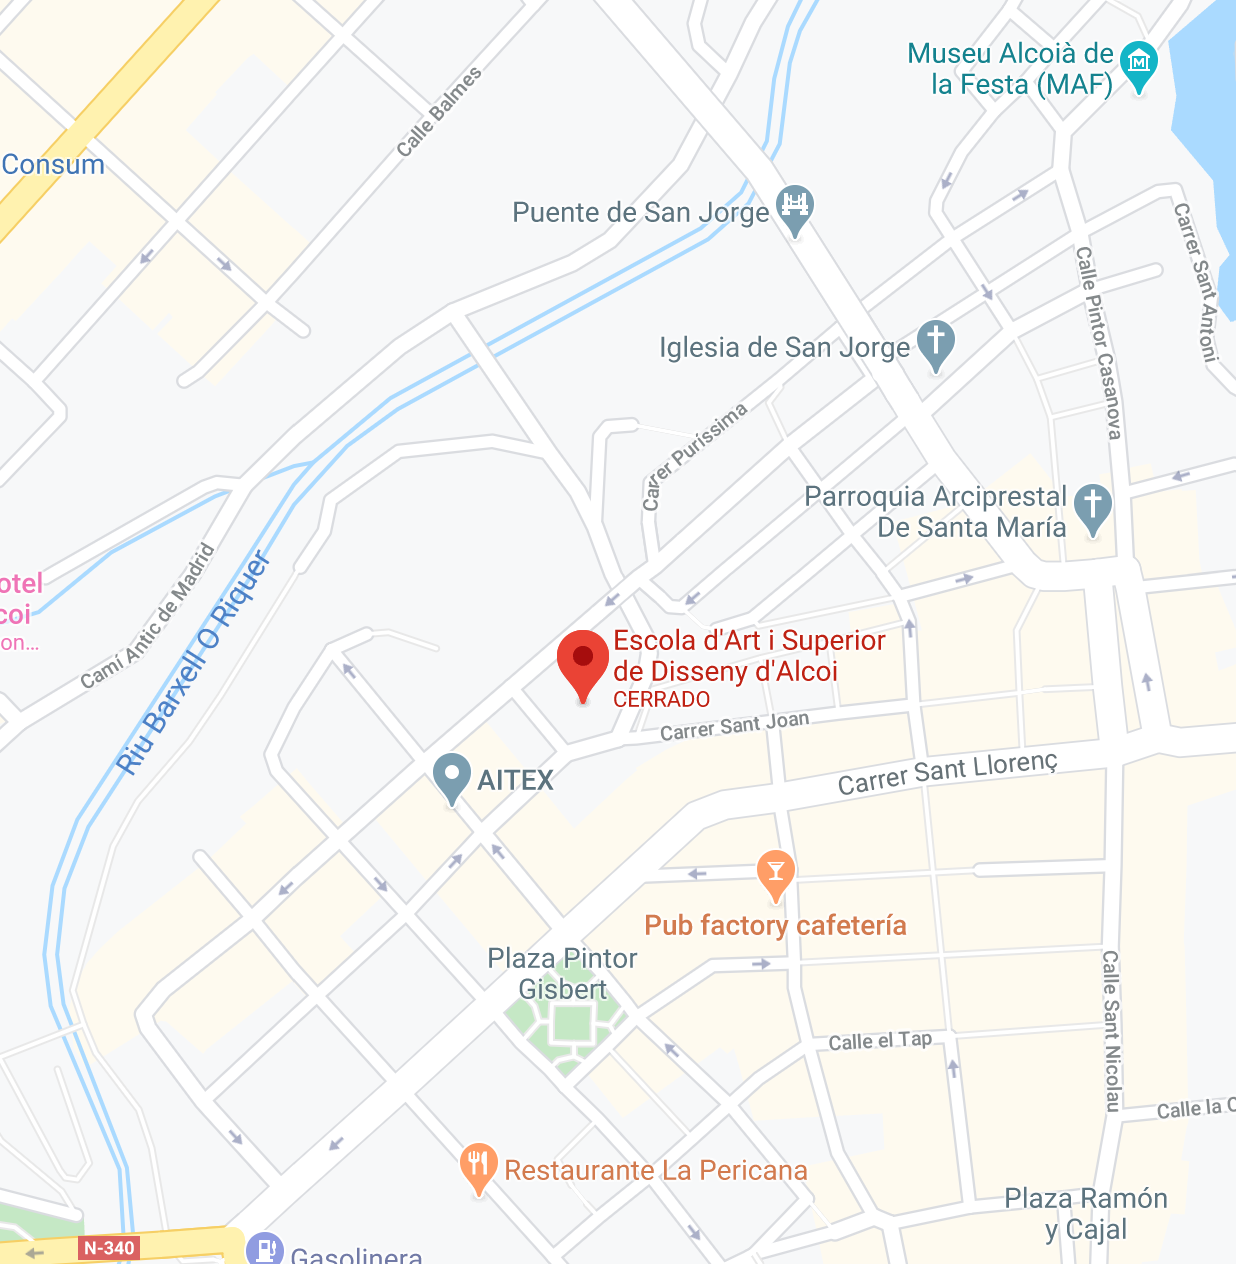 Museu Alcoià de
la Festa (MAF)
Calle Balmes
Consum
Puente de San Jorge
Carrer Sant Antoni
Calle Pintor Casanova
Iglesia de San Jorge
Carrer Puríssima
Parroquia Arciprestal
De Santa María
otel
coi
on...
Camí Antic de Madrid
Riu Barxell O Riquer
Escola d'Art i Superior
de Disseny d'Alcoi
CERRADO
Carrer Sant Joan
AITEX
Carrer Sant Llorenç
Pub factory cafetería
Plaza Pintor
Gisbert
Calle el Tap
Calle Sant Nicolau
Calle la C
Restaurante La Pericana
Plaza Ramón
y Cajal
N-340
Gasolinera